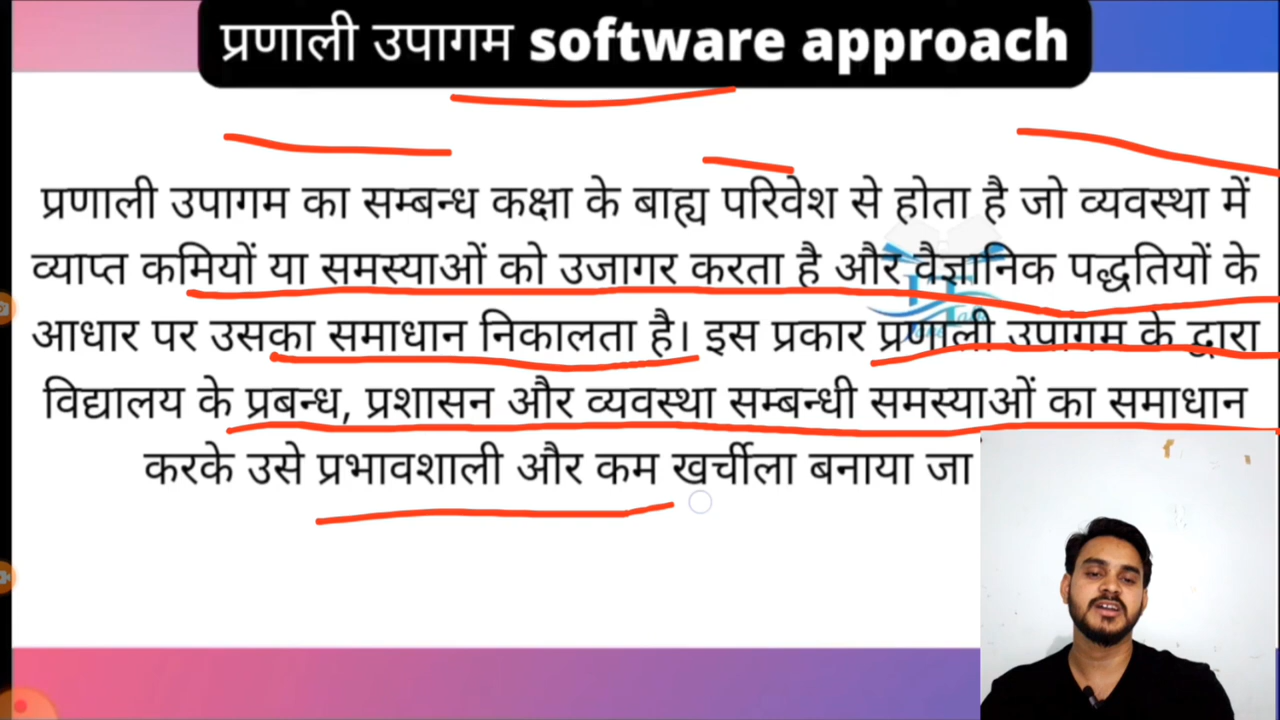 प्रणाली उपागम software approach
प्रणाली उपागम का सम्बन्ध कक्षा के बाह्य परिवेश से होता है जो व्यवस्था में
व्याप्त कमियों या समस्याओं को उजागर करता है और वैज्ञानिक पद्धतियों के
आधार पर उसका समाधान निकालता है। इस प्रकार प्रणाली उपागम के द्वारा
विद्यालय के प्रबन्ध, प्रशासन और व्यवस्था सम्बन्धी समस्याओं का समाधान
करके उसे प्रभावशाली और कम खर्चीला बनाया जा